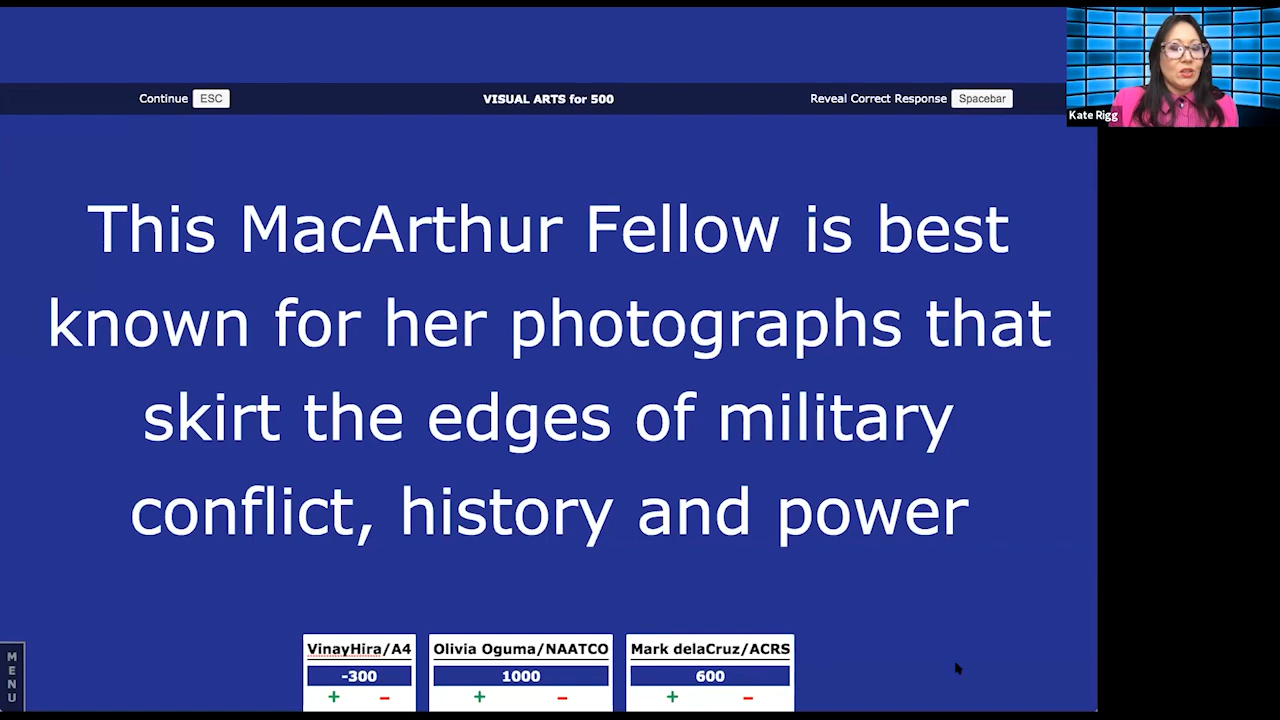 Continue ESC VISUAL ARTS for 500 Reveal Correct Response Spacebar
Kate Rigg
This MacArthur Fellow is best
known for her photographs that
skirt the edges of military
conflict, history and power
MENU
VinayHira/A4 Olivia Oguma/NAATCO Mark delaCruz/ACRS
-300 1000 600
+ − + − + −